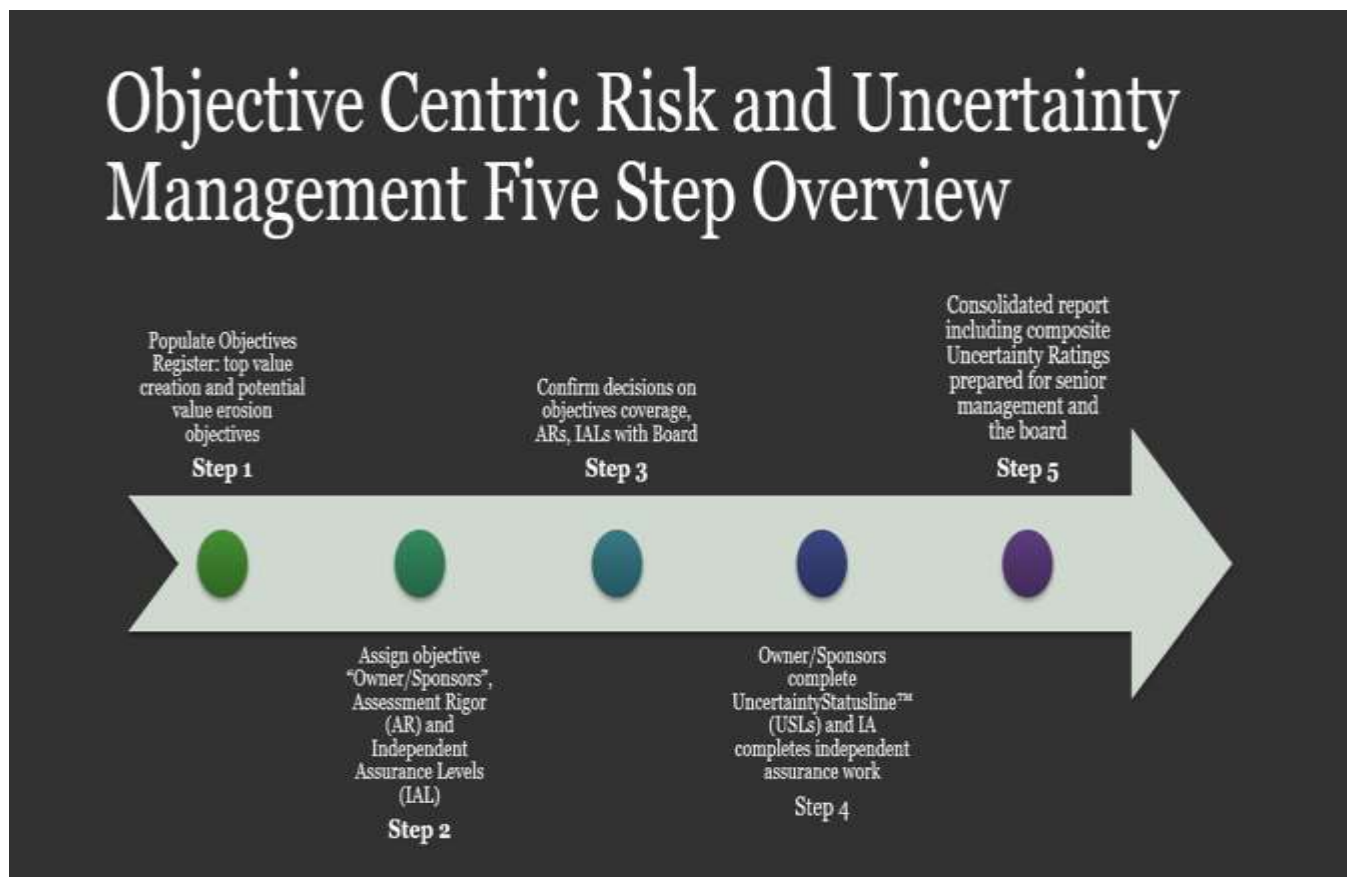 Objective Centric Risk and Uncertainty
Management Five Step Overview
Populate Objectives
Register: top value
creation and potential
value erosion
objectives
Step 1
Assign objective
“Owner/Sponsors”,
Assessment Rigor
(AR) and
Independent
Assurance Levels
(IAL)
Step 2
Confirm decisions on
objectives coverage,
ARs, IALs with Board
Step 3
Owner/Sponsors
complete
UncertaintyStatusline™
(USLs) and IA
completes independent
assurance work
Step 4
Consolidated report
including composite
Uncertainty Ratings
prepared for senior
management and
the board
Step 5